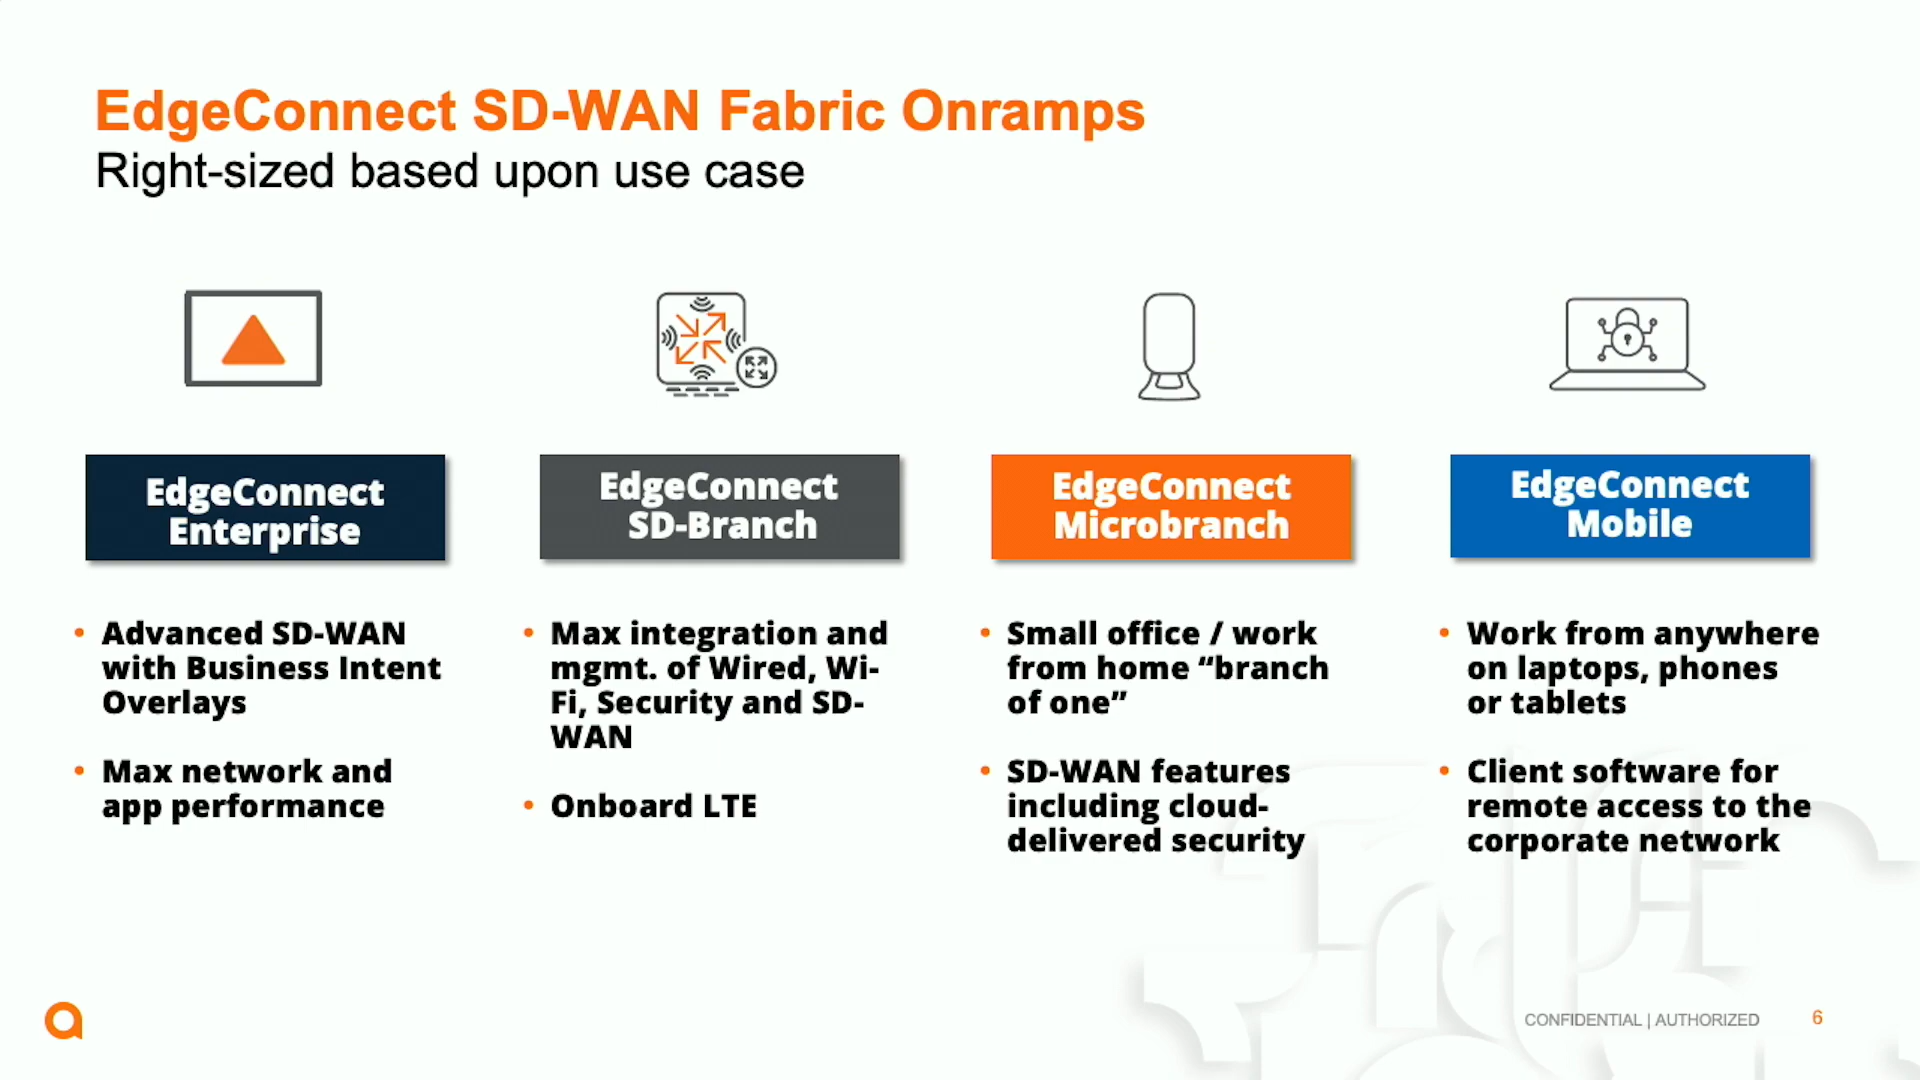 EdgeConnect SD-WAN Fabric Onramps
Right-sized based upon use case
EdgeConnect
Enterprise
• Advanced SD-WAN
with Business Intent
Overlays
• Max network and
app performance
EdgeConnect
SD-Branch
• Max integration and
mgmt. of Wired, Wi-
Fi, Security and SD-
WAN
• Onboard LTE
EdgeConnect
Microbranch
• Small office / work
from home “branch
of one”
• SD-WAN features
including cloud-
delivered security
EdgeConnect
Mobile
• Work from anywhere
on laptops, phones
or tablets
• Client software for
remote access to the
corporate network
CONFIDENTIAL | AUTHORIZED 6